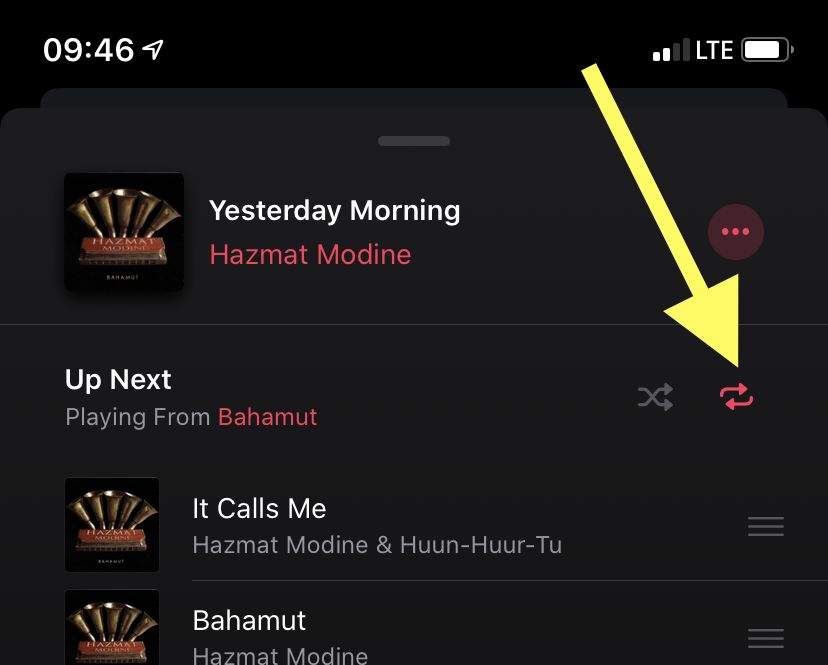 09:46
LTE
HAZMAT
MODINE
BAHAMUT
Yesterday Morning
Hazmat Modine
Up Next
Playing From Bahamut
HAZMAT
MODINE
BAHAMUT
It Calls Me
Hazmat Modine & Huun-Huur-Tu
HAZMAT
MODINE
Bahamut
Hazmat Modine